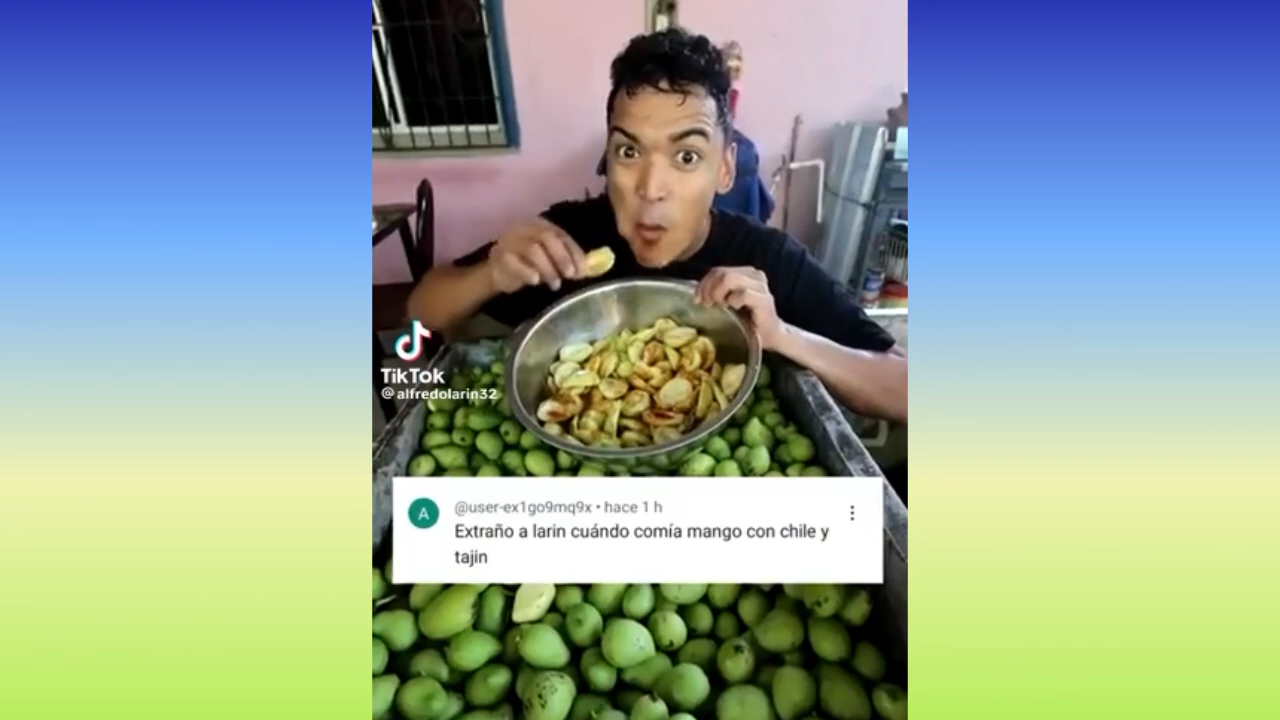 TikTok
@alfredolarin32
A
@user-ex1go9mq9x • hace 1 h
Extraño a larin cuándo comía mango con chile y
tajin